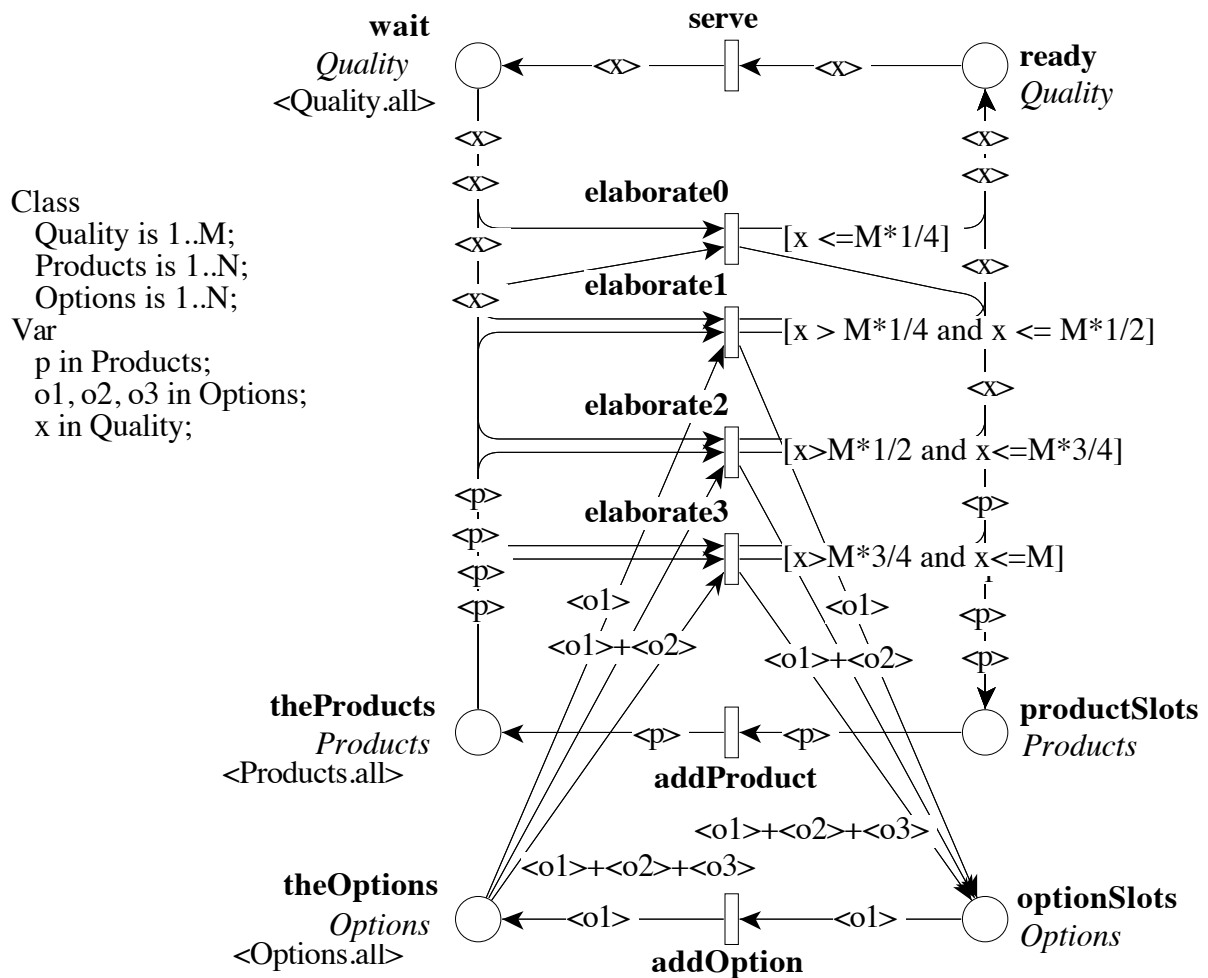 serve
wait
Quality
<Quality.all>
<x>
<x>
ready
Quality
<x>
<x>
<x>
<x>
<x>
<x>
<x>
<x>
Class
Quality is 1..M;
Products is 1..N;
Options is 1..N;
Var
p in Products;
o1, o2, o3 in Options;
x in Quality;
elaborate0
[x <=M*1/4]
elaborate1
[x > M*1/4 and x <= M*1/2]
elaborate2
[x>M*1/2 and x<=M*3/4]
elaborate3
[x>M*3/4 and x<=M]
<p>
<p>
<p>
<p>
<p>
<p>
<p>
<p>
<o1>
<o1>
<o1>+<o2>
<o1>+<o2>
theProducts
Products
<Products.all>
<p>
<p>
addProduct
productSlots
Products
<o1>+<o2>+<o3>
<o1>+<o2>+<o3>
theOptions
Options
<Options.all>
<o1>
<o1>
addOption
optionSlots
Options